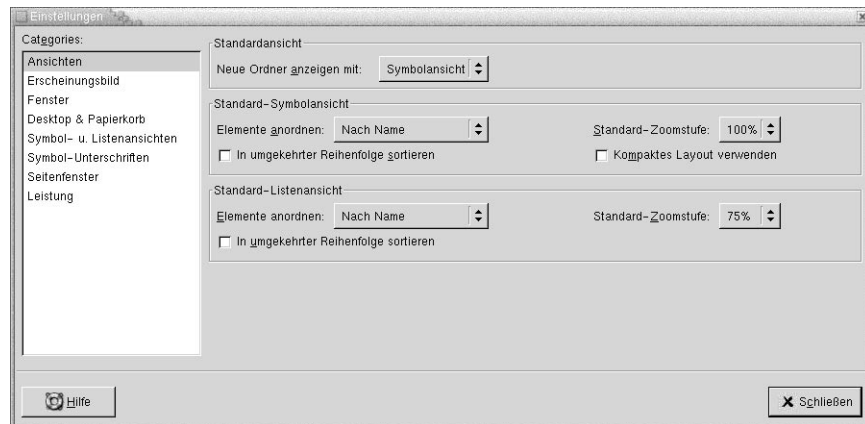 Einstellungen
Categories:
Ansichten
Erscheinungsbild
Fenster
Desktop & Papierkorb
Symbol- u. Listenansichten
Symbol-Unterschriften
Seitenfenster
Leistung
Standardansicht
Neue Ordner anzeigen mit: Symbolansicht
Standard-Symbolansicht
Elemente anordnen: Nach Name Standard-Zoomstufe: 100%
In umgekehrter Reihenfolge sortieren Kompaktes Layout verwenden
Standard-Listenansicht
Elemente anordnen: Nach Name Standard-Zoomstufe: 75%
In umgekehrter Reihenfolge sortieren
Hilfe Schließen